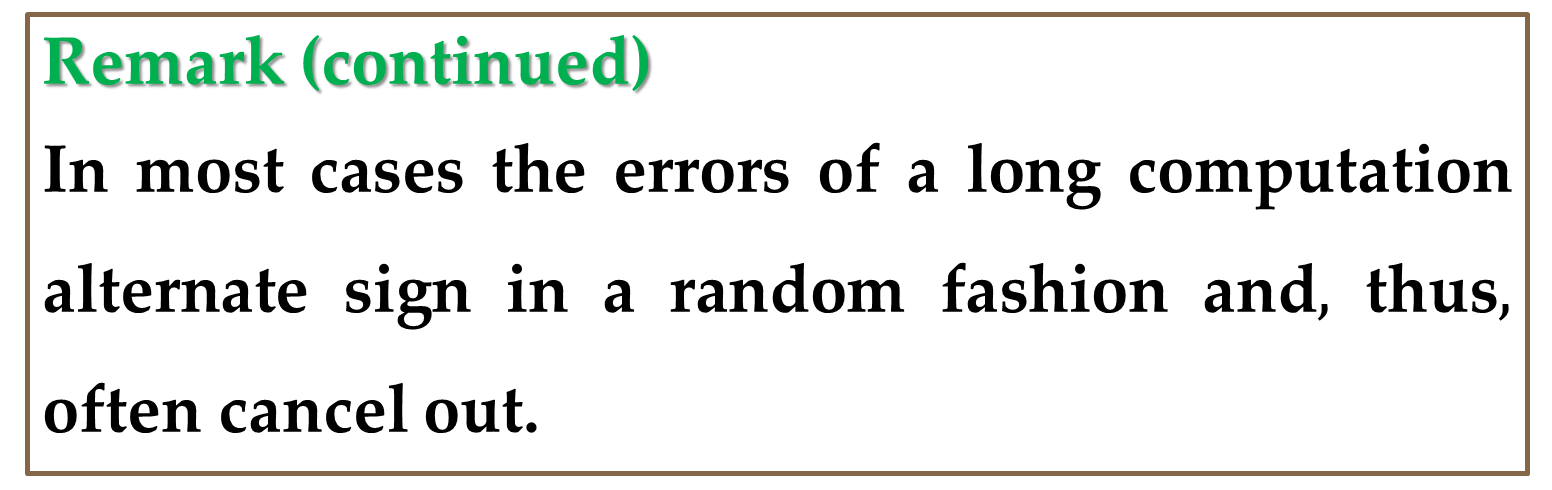 Remark (continued)
In most cases the errors of a long computation
alternate sign in a random fashion and, thus,
often cancel out.